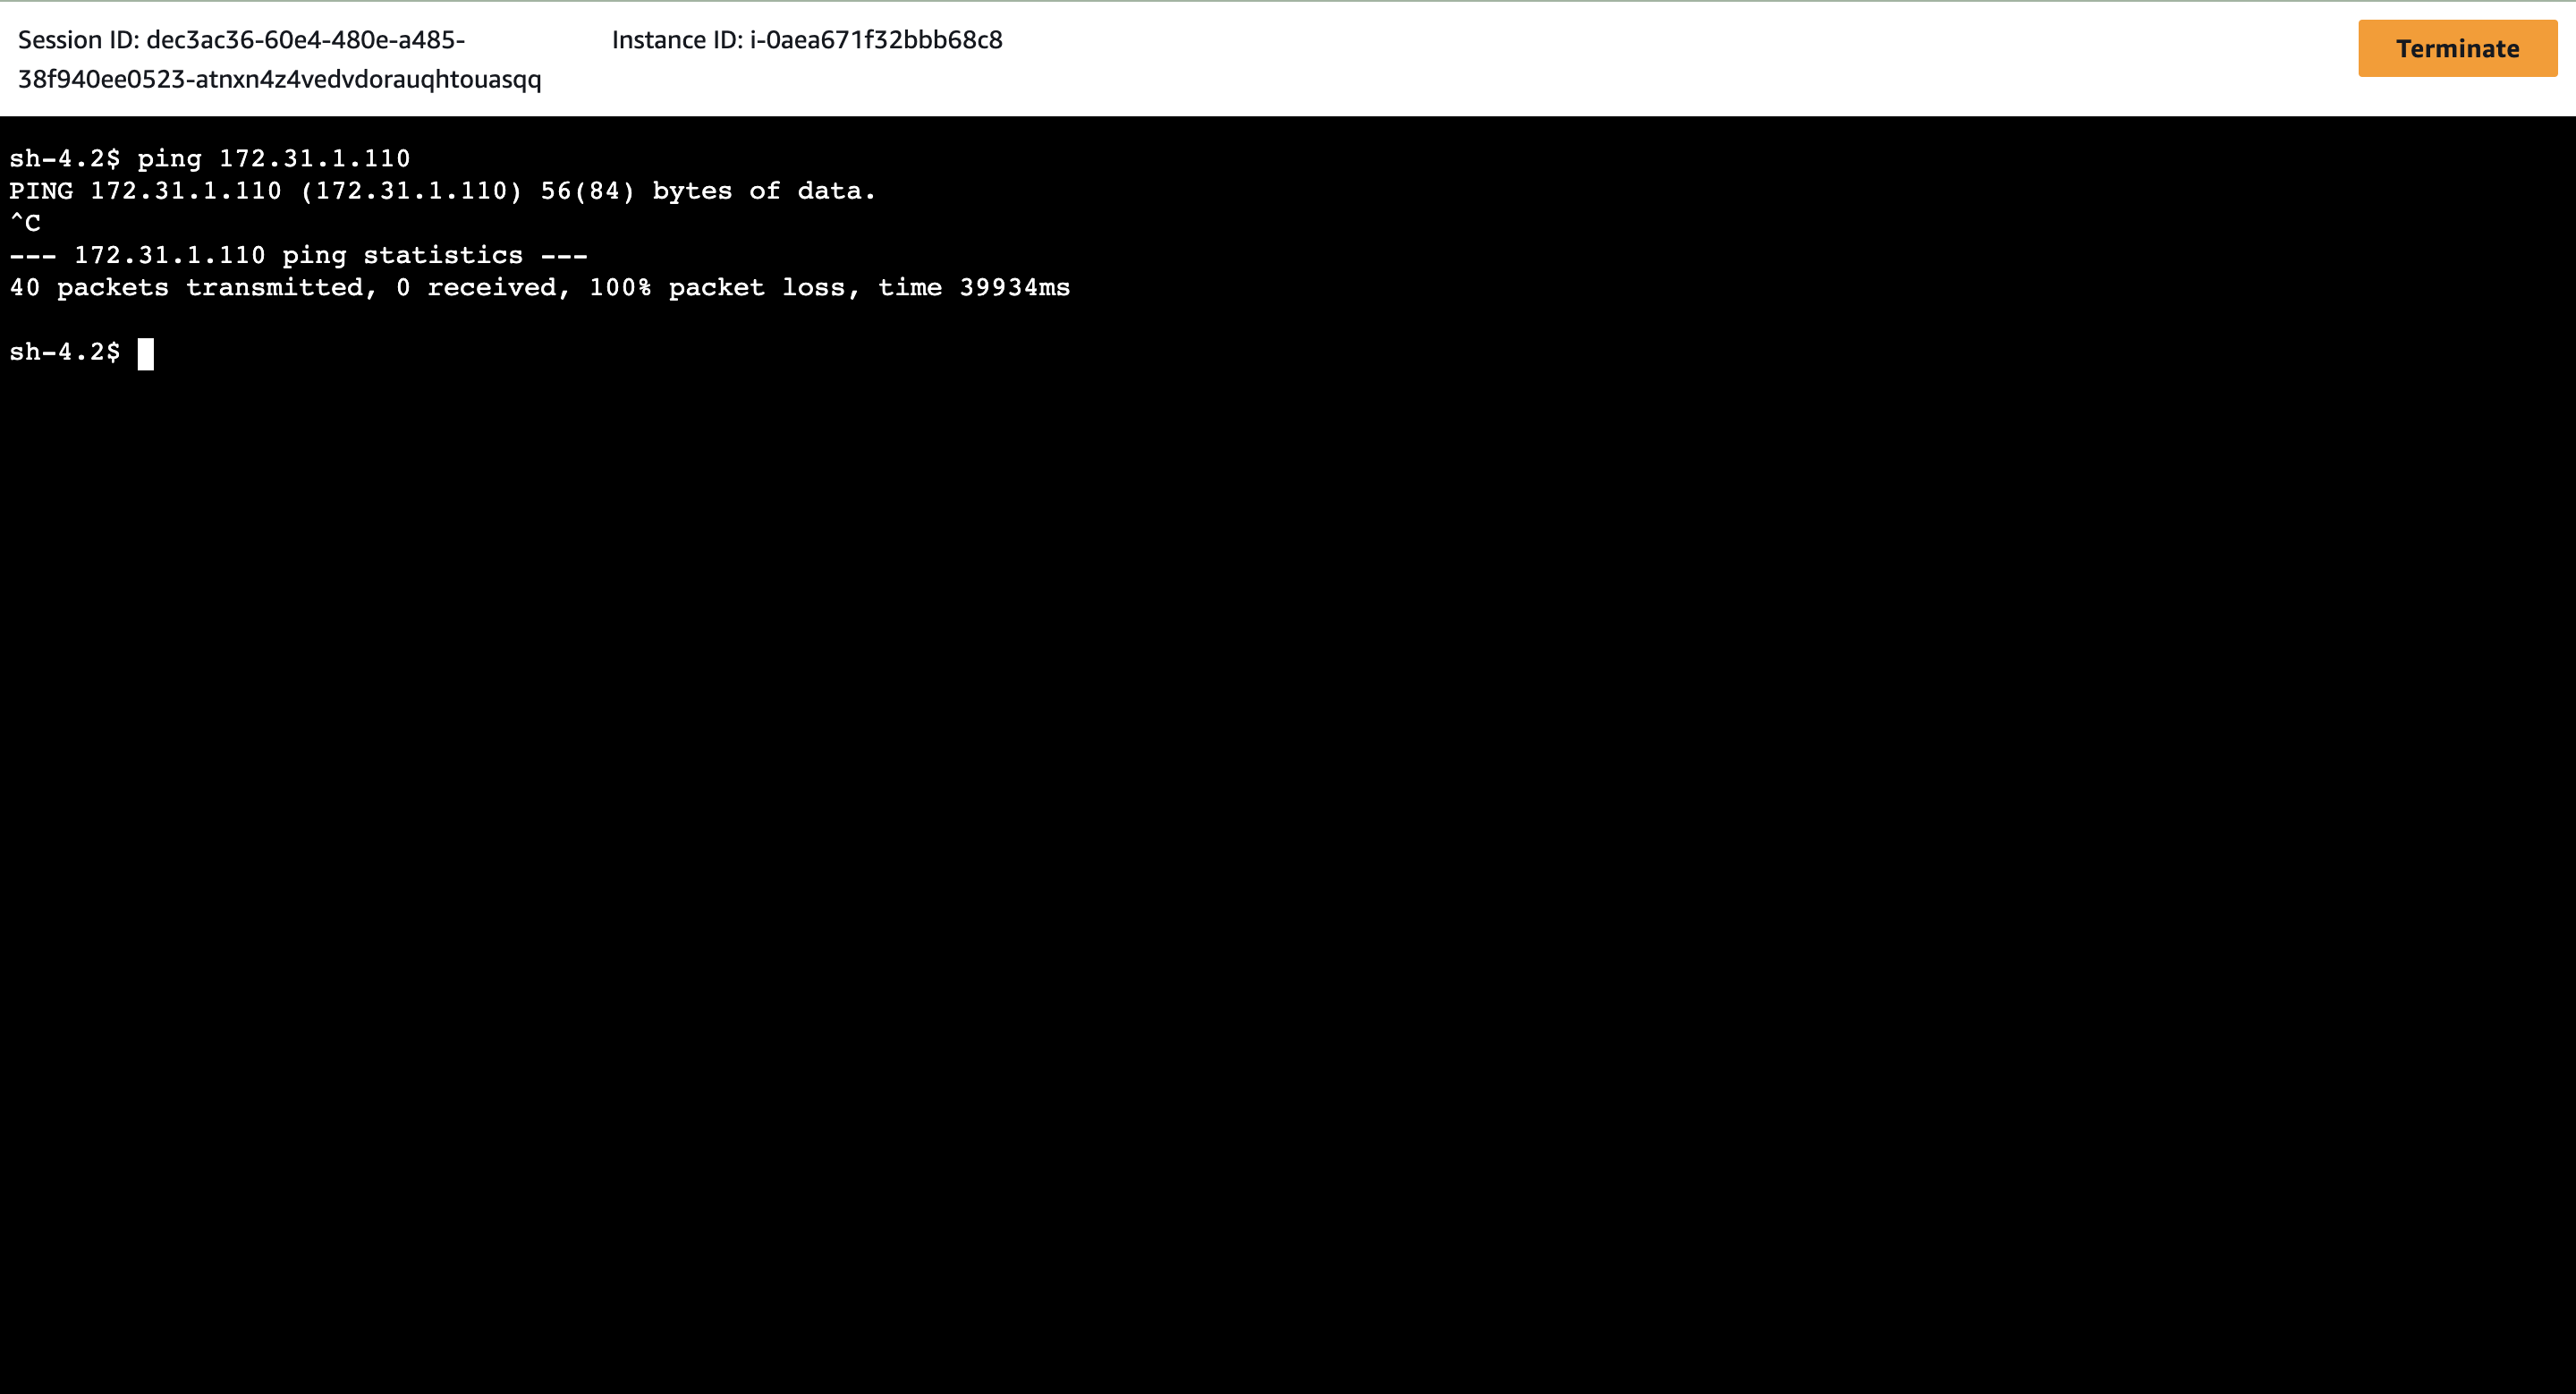 Session ID: dec3ac36-60e4-480e-a485-
38f940ee0523-atnxn4z4vedvdorauqhtouasqq
Instance ID: i-0aea671f32bbb68c8
Terminate
sh-4.2$ ping 172.31.1.110
PING 172.31.1.110 (172.31.1.110) 56(84) bytes of data.
^C
--- 172.31.1.110 ping statistics ---
40 packets transmitted, 0 received, 100% packet loss, time 39934ms
sh-4.2$